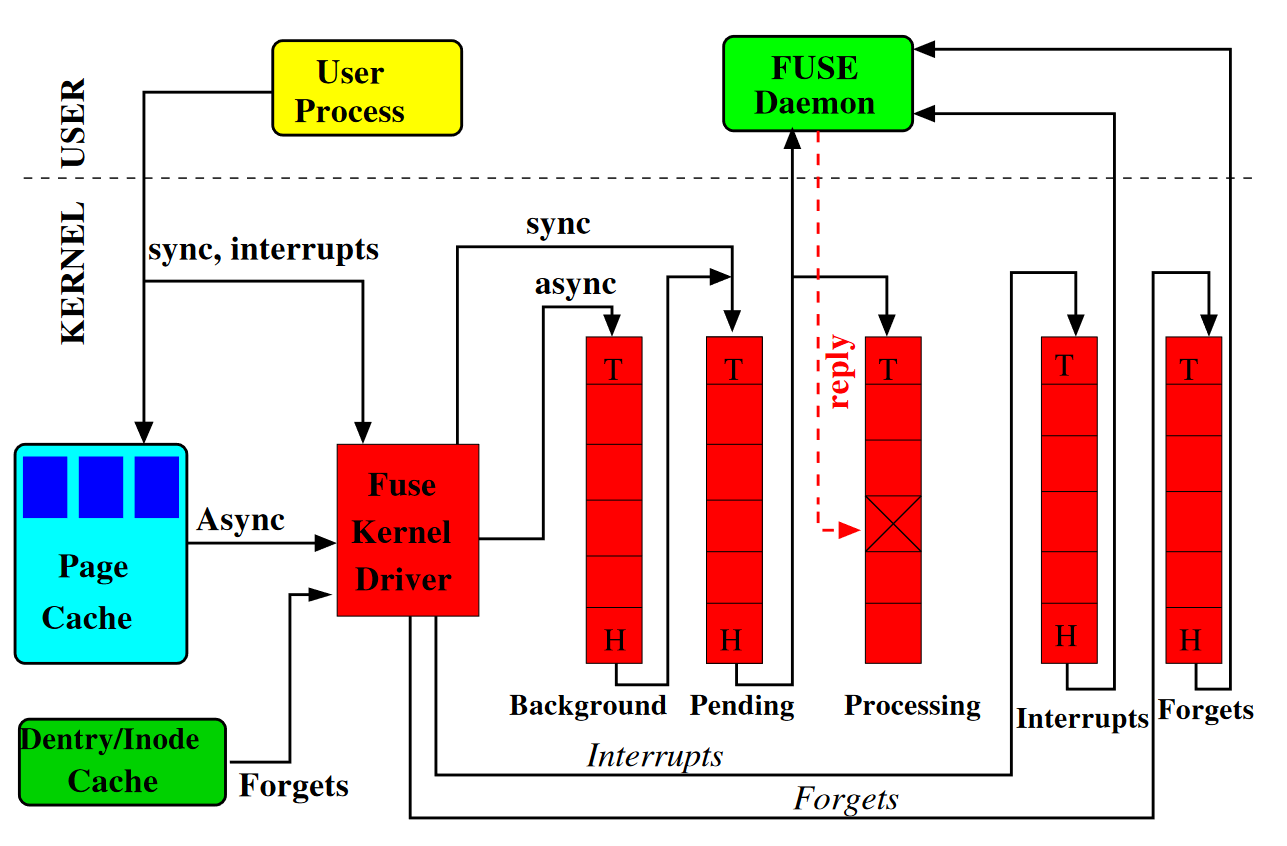 User
Process
FUSE
Daemon
USER
KERNEL
sync, interrupts
sync
async
reply
T
T
T
T
T
Fuse
Kernel
Driver
Async
Page
Cache
H
H
H
H
Background
Pending
Processing
Interrupts
Forgets
Dentry/Inode
Cache
Forgets
Interrupts
Forgets